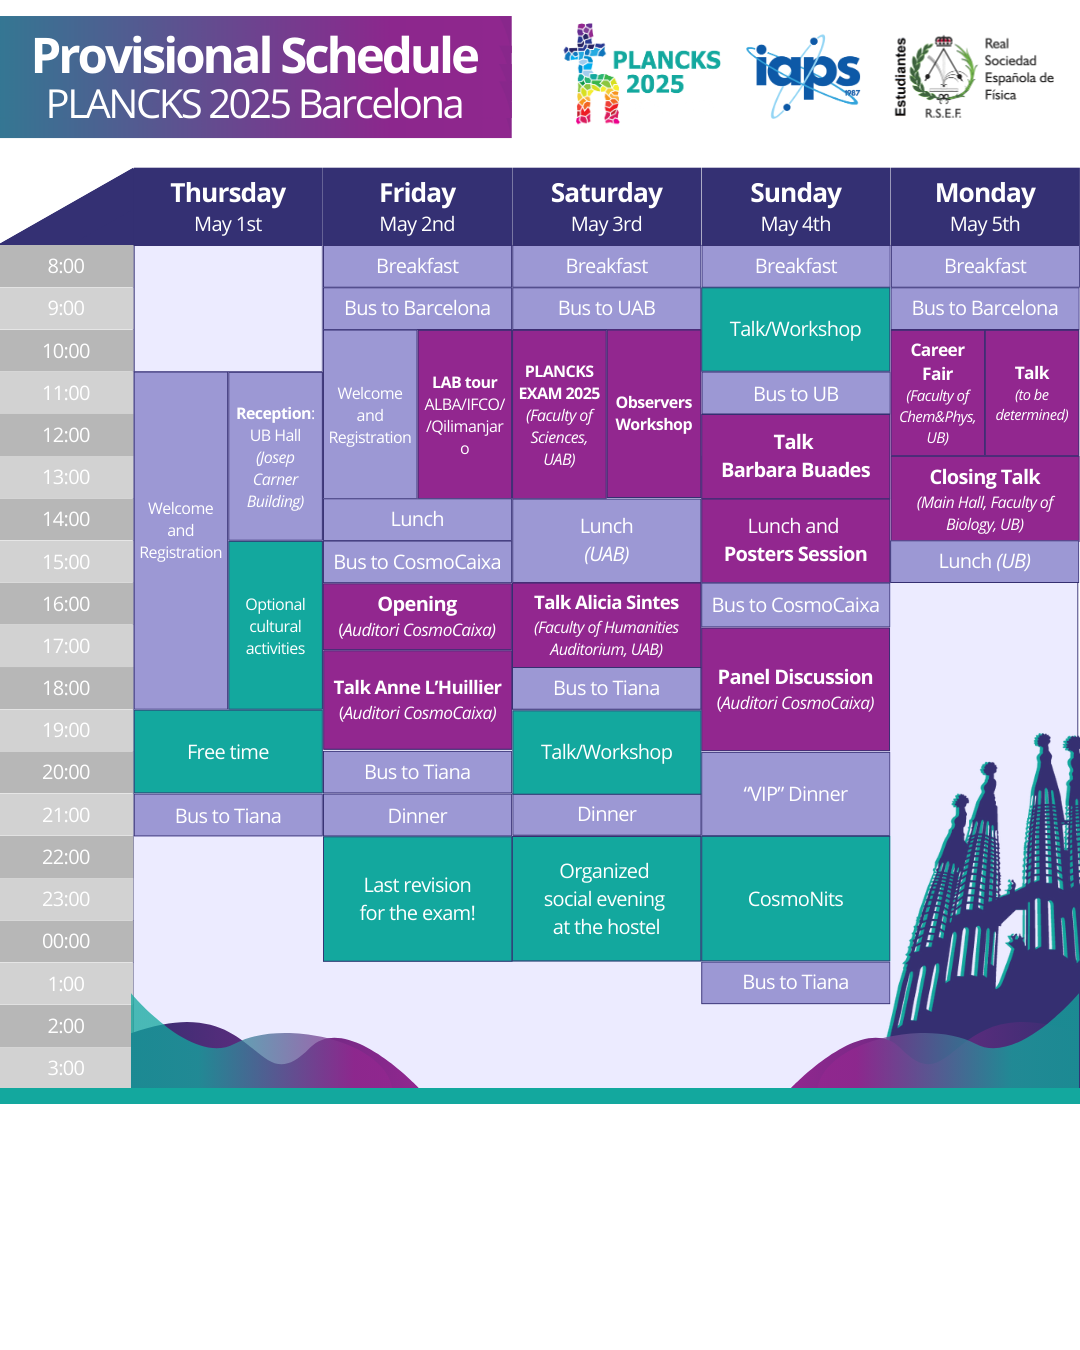 Provisional Schedule
PLANCKS 2025 Barcelona
PLANCKS
2025
iaps
1987
Estudiantes
R.S.E.F.
Real
Sociedad
Española de
Física
Thursday
May 1st
Friday
May 2nd
Saturday
May 3rd
Sunday
May 4th
Monday
May 5th
8:00
9:00
10:00
11:00
12:00
13:00
14:00
15:00
16:00
17:00
18:00
19:00
20:00
21:00
22:00
23:00
00:00
1:00
2:00
3:00
Welcome
and
Registration
Reception:
UB Hall
(Josep
Carner
Building)
Optional
cultural
activities
Free time
Bus to Tiana
Breakfast
Bus to Barcelona
Welcome
and
Registration
LAB tour
ALBA/IFCO/
/Qilimanjar
o
Lunch
Bus to CosmoCaixa
Opening
(Auditori CosmoCaixa)
Talk Anne L’Huillier
(Auditori CosmoCaixa)
Bus to Tiana
Dinner
Last revision
for the exam!
Breakfast
Bus to UAB
PLANCKS
EXAM 2025
(Faculty of
Sciences,
UAB)
Observers
Workshop
Lunch
(UAB)
Talk Alicia Sintes
(Faculty of Humanities
Auditorium, UAB)
Bus to Tiana
Talk/Workshop
Dinner
Organized
social evening
at the hostel
Breakfast
Talk/Workshop
Bus to UB
Talk
Barbara Buades
Lunch and
Posters Session
Bus to CosmoCaixa
Panel Discussion
(Auditori CosmoCaixa)
“VIP” Dinner
CosmoNits
Bus to Tiana
Breakfast
Bus to Barcelona
Career
Fair
(Faculty of
Chem&Phys,
UB)
Talk
(to be
determined)
Closing Talk
(Main Hall, Faculty of
Biology, UB)
Lunch (UB)